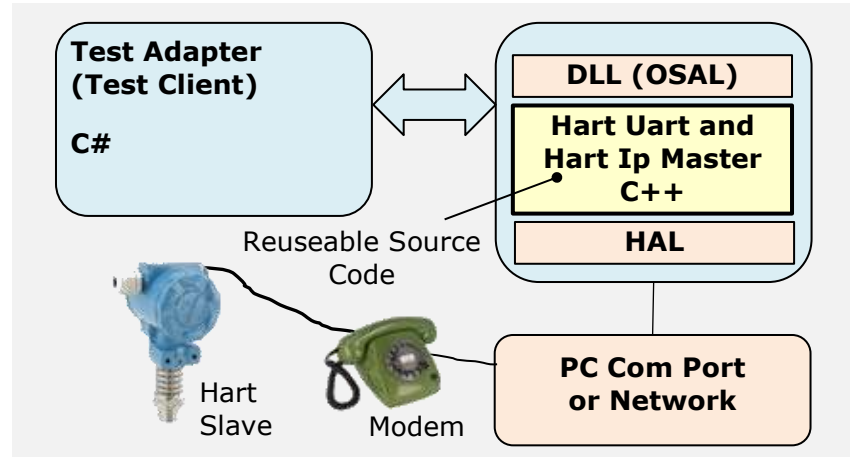 Test Adapter
(Test Client)
C#
DLL (OSAL)
Hart Uart and
Hart Ip Master
C++
HAL
Reuseable Source
Code
Hart
Slave
Modem
PC Com Port
or Network